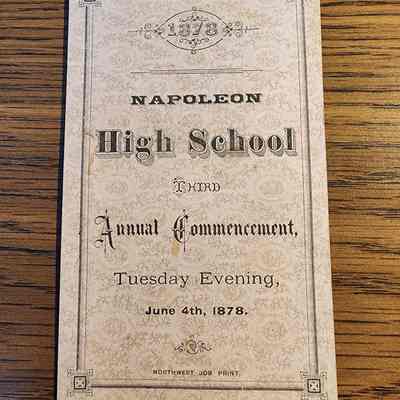 1878
NAPOLEON
High School
THIRD
Annual Commencement,
Tuesday Evening,
June 4th, 1878.
NORTHWEST JOB PRINT.